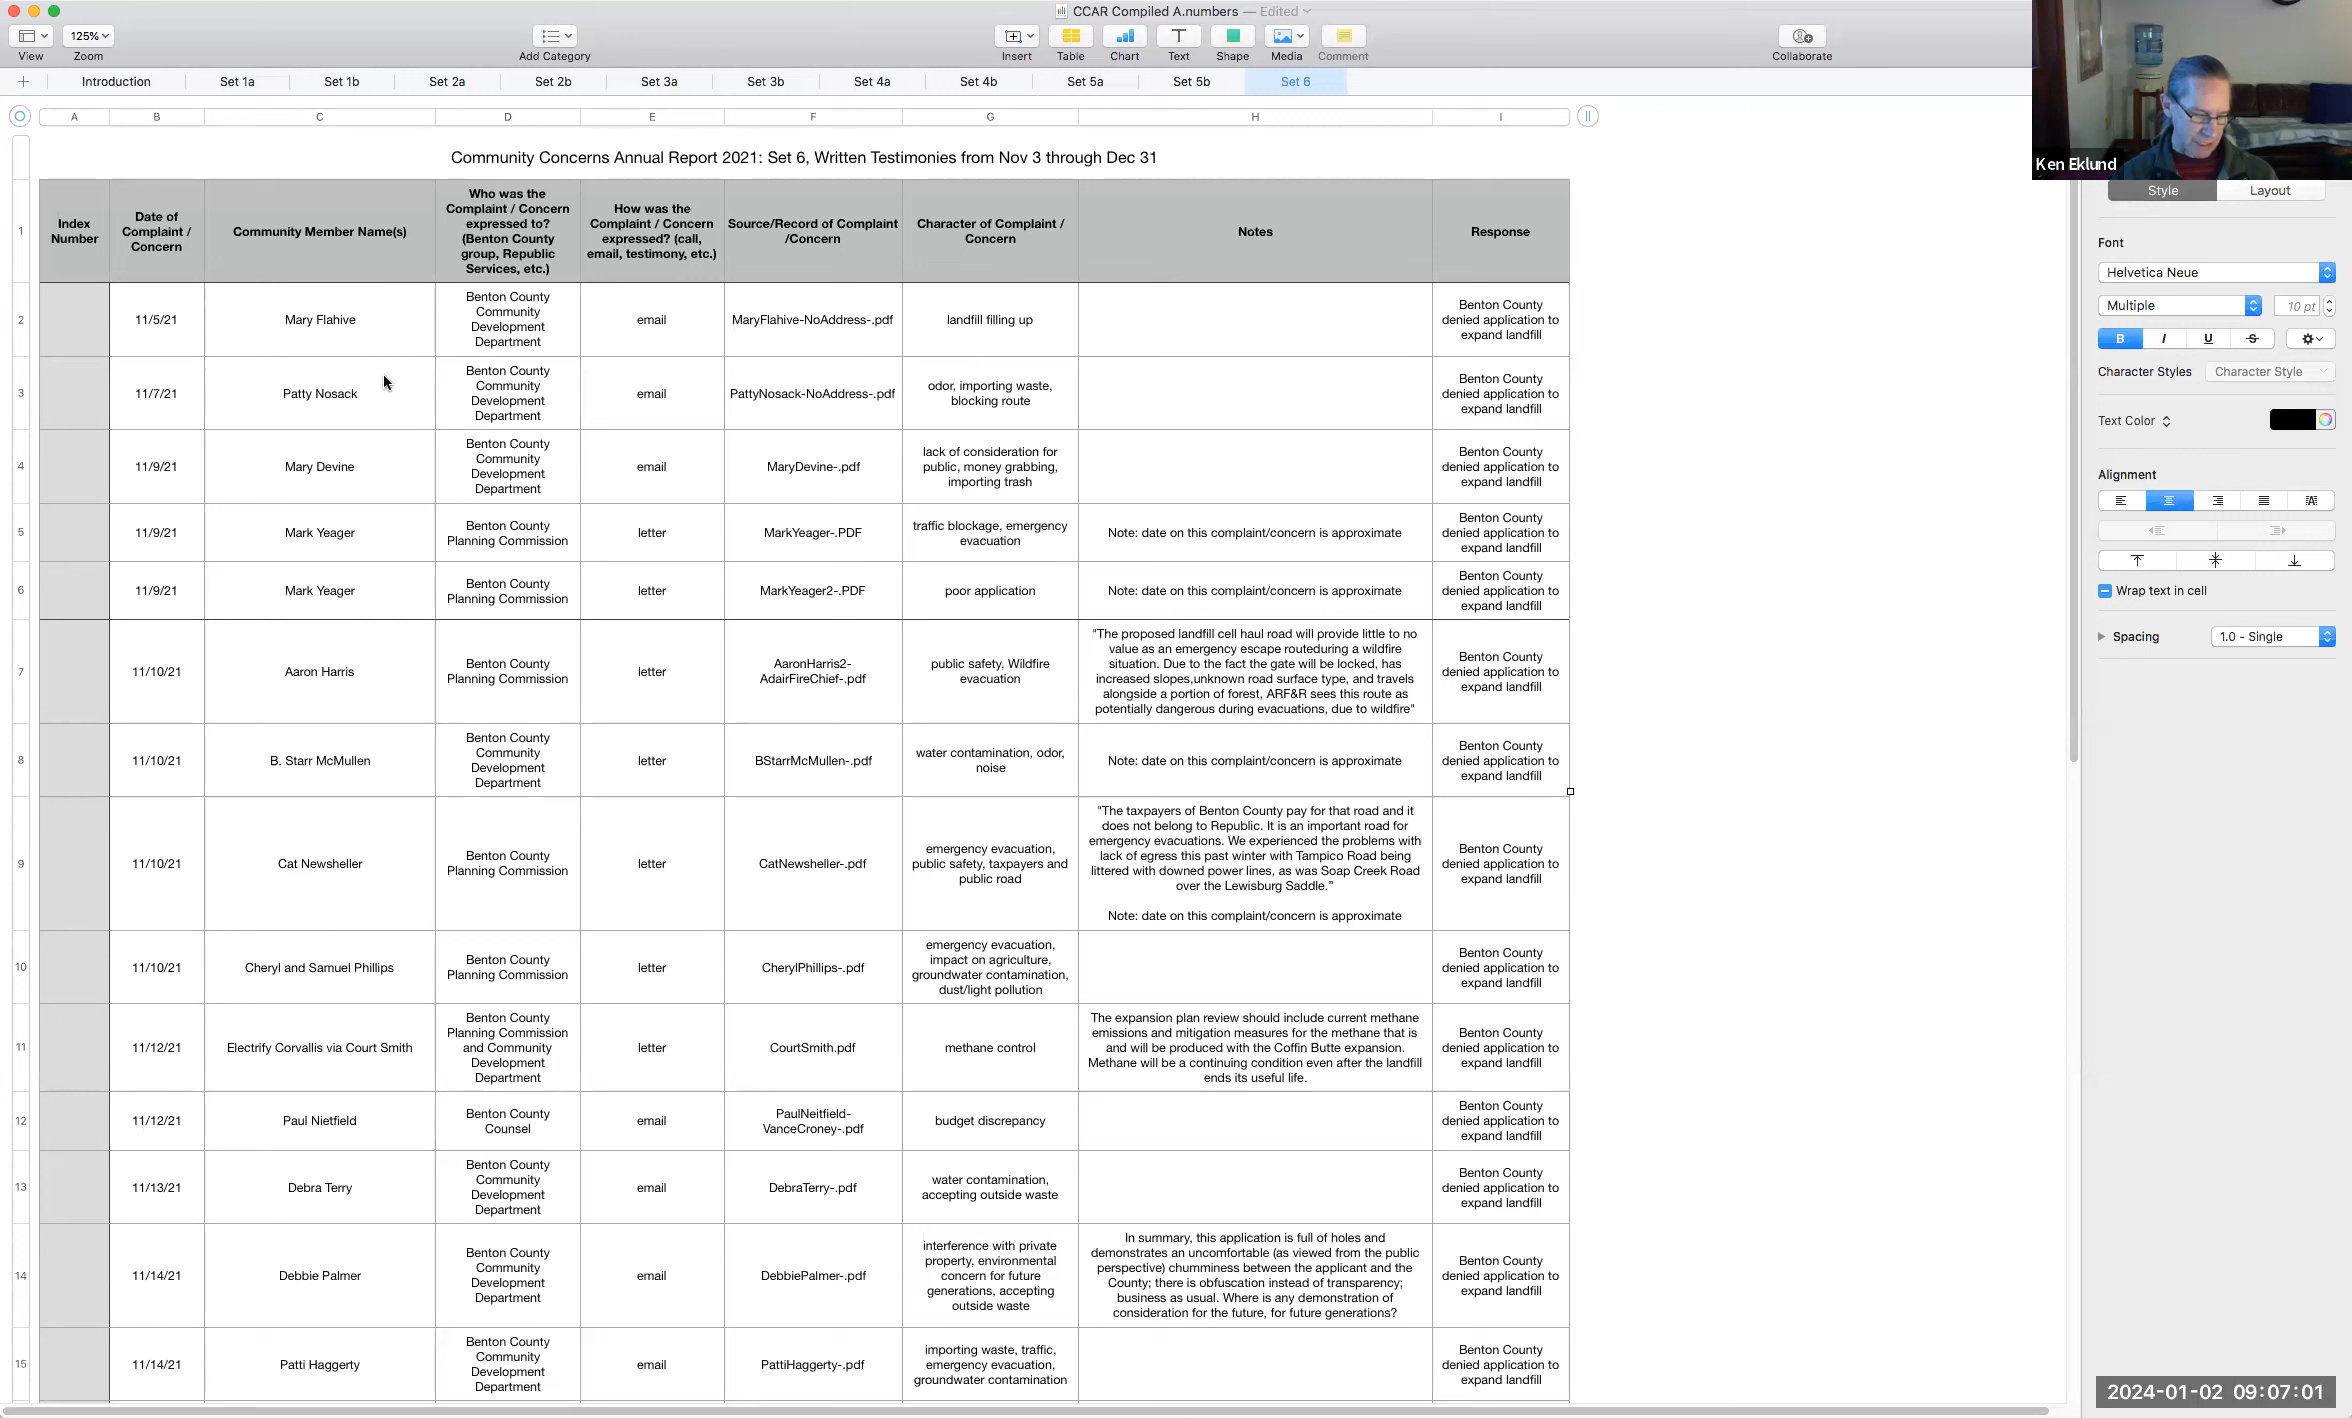 CCAR Compiled A.numbers — Edited
View
125%
Zoom
Add Category
Insert
Table
Chart
Text
Shape
Media
Comment
Collaborate
Introduction
Set 1a
Set 1b
Set 2a
Set 2b
Set 3a
Set 3b
Set 4a
Set 4b
Set 5a
Set 5b
Set 6
A B C D E F G H I
Community Concerns Annual Report 2021: Set 6, Written Testimonies from Nov 3 through Dec 31
1
Index
Number
Date of
Complaint /
Concern
Community Member Name(s)
Who was the
Complaint / Concern
expressed to?
(Benton County
group, Republic
Services, etc.)
How was the
Complaint / Concern
expressed? (call,
email, testimony, etc.)
Source/Record of Complaint
/Concern
Character of Complaint /
Concern
Notes
Response
2
11/5/21
Mary Flahive
Benton County
Community
Development
Department
email
MaryFlahive-NoAddress-.pdf
landfill filling up
Benton County
denied application to
expand landfill
3
11/7/21
Patty Nosack
Benton County
Community
Development
Department
email
PattyNosack-NoAddress-.pdf
odor, importing waste,
blocking route
Benton County
denied application to
expand landfill
4
11/9/21
Mary Devine
Benton County
Community
Development
Department
email
MaryDevine-.pdf
lack of consideration for
public, money grabbing,
importing trash
Benton County
denied application to
expand landfill
5
11/9/21
Mark Yeager
Benton County
Planning Commission
letter
MarkYeager-.PDF
traffic blockage, emergency
evacuation
Note: date on this complaint/concern is approximate
Benton County
denied application to
expand landfill
6
11/9/21
Mark Yeager
Benton County
Planning Commission
letter
MarkYeager2-.PDF
poor application
Note: date on this complaint/concern is approximate
Benton County
denied application to
expand landfill
7
11/10/21
Aaron Harris
Benton County
Planning Commission
letter
AaronHarris2-
AdairFireChief-.pdf
public safety, Wildfire
evacuation
"The proposed landfill cell haul road will provide little to no
value as an emergency escape routeduring a wildfire
situation. Due to the fact the gate will be locked, has
increased slopes,unknown road surface type, and travels
alongside a portion of forest, ARF&R sees this route as
potentially dangerous during evacuations, due to wildfire"
Benton County
denied application to
expand landfill
8
11/10/21
B. Starr McMullen
Benton County
Community
Development
Department
letter
BStarrMcMullen-.pdf
water contamination, odor,
noise
Note: date on this complaint/concern is approximate
Benton County
denied application to
expand landfill
9
11/10/21
Cat Newsheller
Benton County
Planning Commission
letter
CatNewsheller-.pdf
emergency evacuation,
public safety, taxpayers and
public road
"The taxpayers of Benton County pay for that road and it
does not belong to Republic. It is an important road for
emergency evacuations. We experienced the problems with
lack of egress this past winter with Tampico Road being
littered with downed power lines, as was Soap Creek Road
over the Lewisburg Saddle."
Note: date on this complaint/concern is approximate
Benton County
denied application to
expand landfill
10
11/10/21
Cheryl and Samuel Phillips
Benton County
Planning Commission
letter
CherylPhillips-.pdf
emergency evacuation,
impact on agriculture,
groundwater contamination,
dust/light pollution
Benton County
denied application to
expand landfill
11
11/12/21
Electrify Corvallis via Court Smith
Benton County
Planning Commission
and Community
Development
Department
letter
CourtSmith.pdf
methane control
The expansion plan review should include current methane
emissions and mitigation measures for the methane that is
and will be produced with the Coffin Butte expansion.
Methane will be a continuing condition even after the landfill
ends its useful life.
Benton County
denied application to
expand landfill
12
11/12/21
Paul Nietfield
Benton County
Counsel
email
PaulNeitfield-
VanceCroney-.pdf
budget discrepancy
Benton County
denied application to
expand landfill
13
11/13/21
Debra Terry
Benton County
Community
Development
Department
email
DebraTerry-.pdf
water contamination,
accepting outside waste
Benton County
denied application to
expand landfill
14
11/14/21
Debbie Palmer
Benton County
Community
Development
Department
email
DebbiePalmer-.pdf
interference with private
property, environmental
concern for future
generations, accepting
outside waste
In summary, this application is full of holes and
demonstrates an uncomfortable (as viewed from the public
perspective) chumminess between the applicant and the
County; there is obfuscation instead of transparency;
business as usual. Where is any demonstration of
consideration for the future, for future generations?
Benton County
denied application to
expand landfill
15
11/14/21
Patti Haggerty
Benton County
Community
Development
Department
email
PattiHaggerty-.pdf
importing waste, traffic,
emergency evacuation,
groundwater contamination
Benton County
denied application to
expand landfill
Ken Eklund
Style
Layout
Font
Helvetica Neue
Multiple
10 pt
B I U S
Character Styles
Character Style
Text Color
Alignment
Wrap text in cell
Spacing
1.0 - Single
2024-01-02 09:07:01